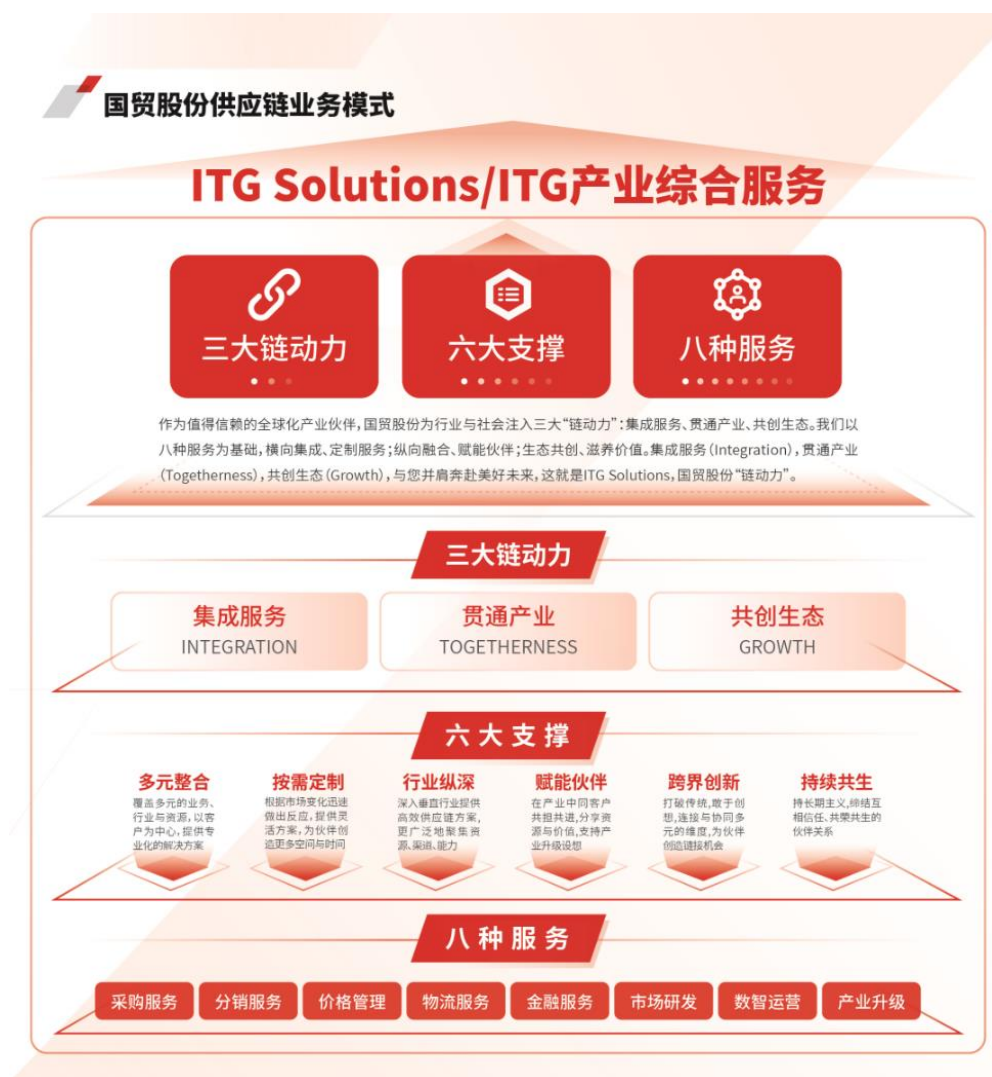 国贸股份供应链业务模式
ITG Solutions/ITG产业综合服务
三大链动力
六大支撑
八种服务
作为值得信赖的全球化产业伙伴,国贸股份为行业与社会注入三大“链动力”:集成服务、贯通产业、共创生态。我们以
八种服务为基础,横向集成、定制服务;纵向融合、赋能伙伴;生态共创、滋养价值。集成服务(Integration),贯通产业
(Togetherness),共创生态(Growth),与您并肩奔赴美好未来,这就是ITG Solutions,国贸股份“链动力”。
三大链动力
集成服务
INTEGRATION
贯通产业
TOGETHERNESS
共创生态
GROWTH
六大支撑
多元整合
覆盖多元的业务、
行业与资源,以客
户为中心,提供专
业化的解决方案
按需定制
根据市场变化迅速
做出反应,提供灵
活方案,为伙伴创
造更多空间与时间
行业纵深
深入垂直行业提供
高效供应链方案,
更广泛地聚集资
源、渠道、能力
赋能伙伴
在产业中同客户
共担共进,分享资
源与价值,支持产
业升级设想
跨界创新
打破传统,敢于创
想,连接与协同多
元的维度,为伙伴
创造链接机会
持续共生
持长期主义,缔结互
相信任、共荣共生的
伙伴关系
八种服务
采购服务
分销服务
价格管理
物流服务
金融服务
市场研发
数智运营
产业升级